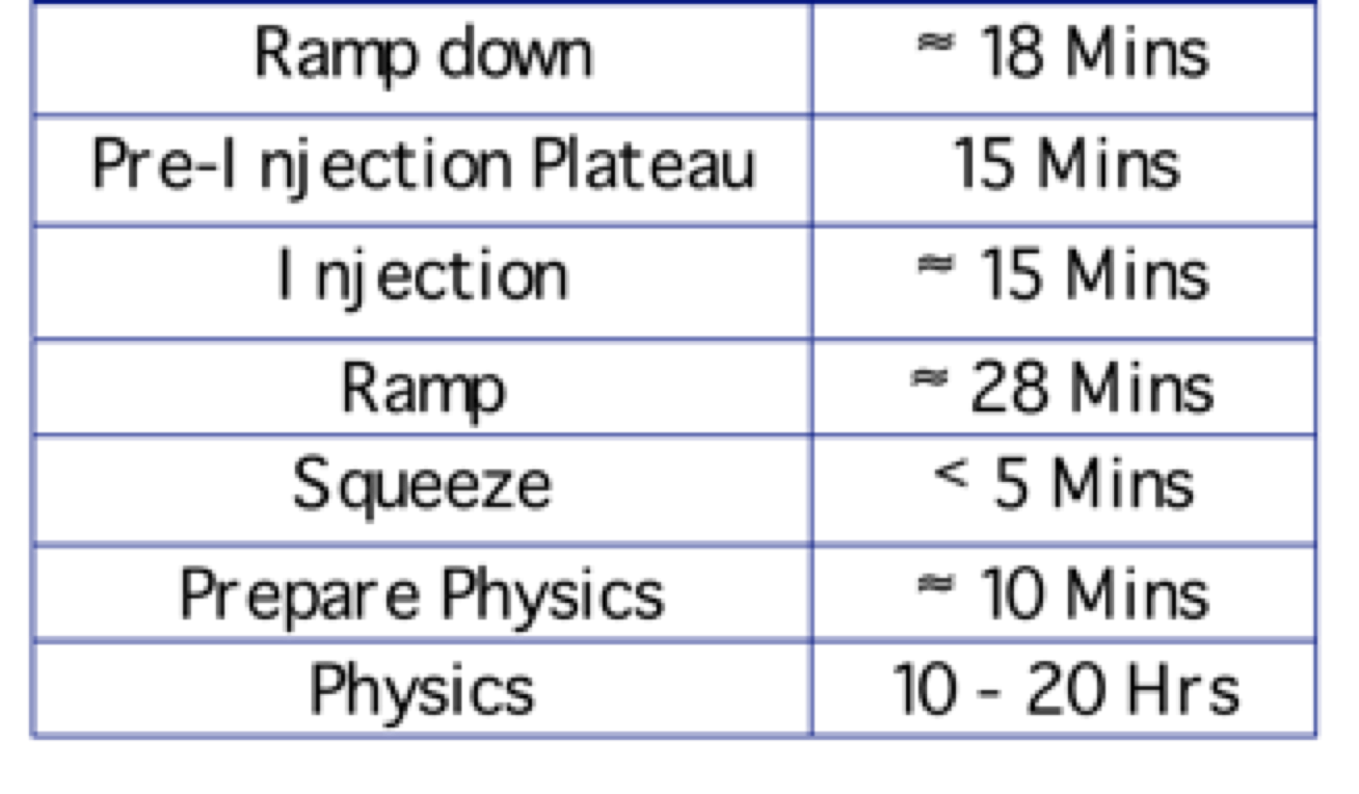 Ramp down ≈ 18 Mins
Pre-Injection Plateau 15 Mins
Injection ≈ 15 Mins
Ramp ≈ 28 Mins
Squeeze < 5 Mins
Prepare Physics ≈ 10 Mins
Physics 10 - 20 Hrs